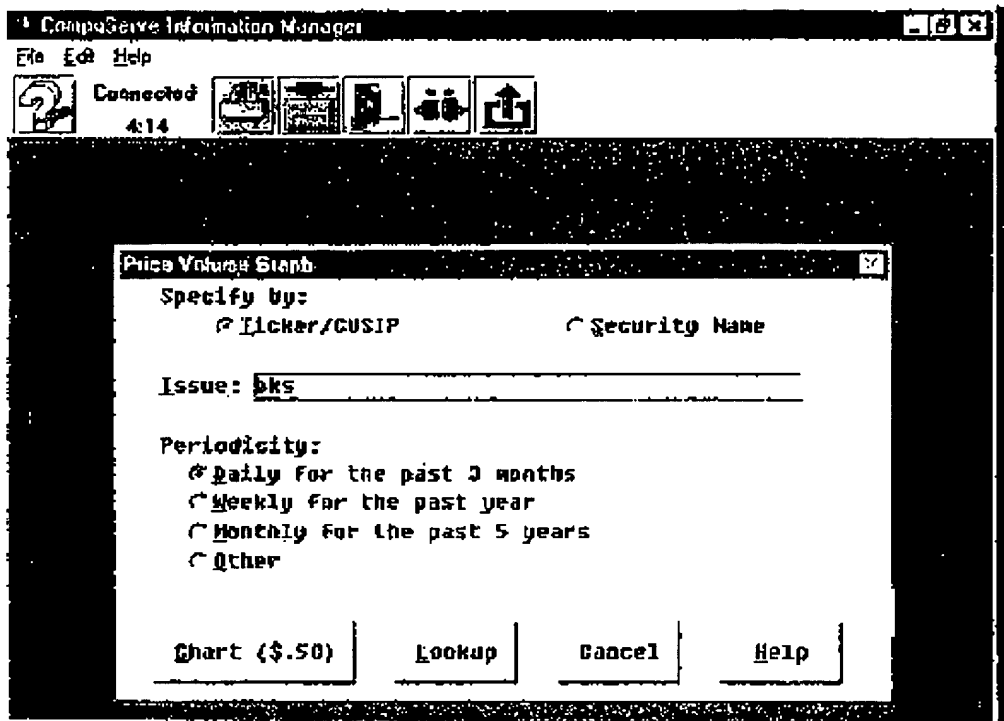 CompuServe Information Manager
File Edit Help
Connected
4:14
Price Volume Graph
Specify by:
Ticker/CUSIP Security Name
Issue: bks
Periodicity:
Daily for the past 3 months
Weekly for the past year
Monthly for the past 5 years
Other
Chart ($.50) Lookup Cancel Help